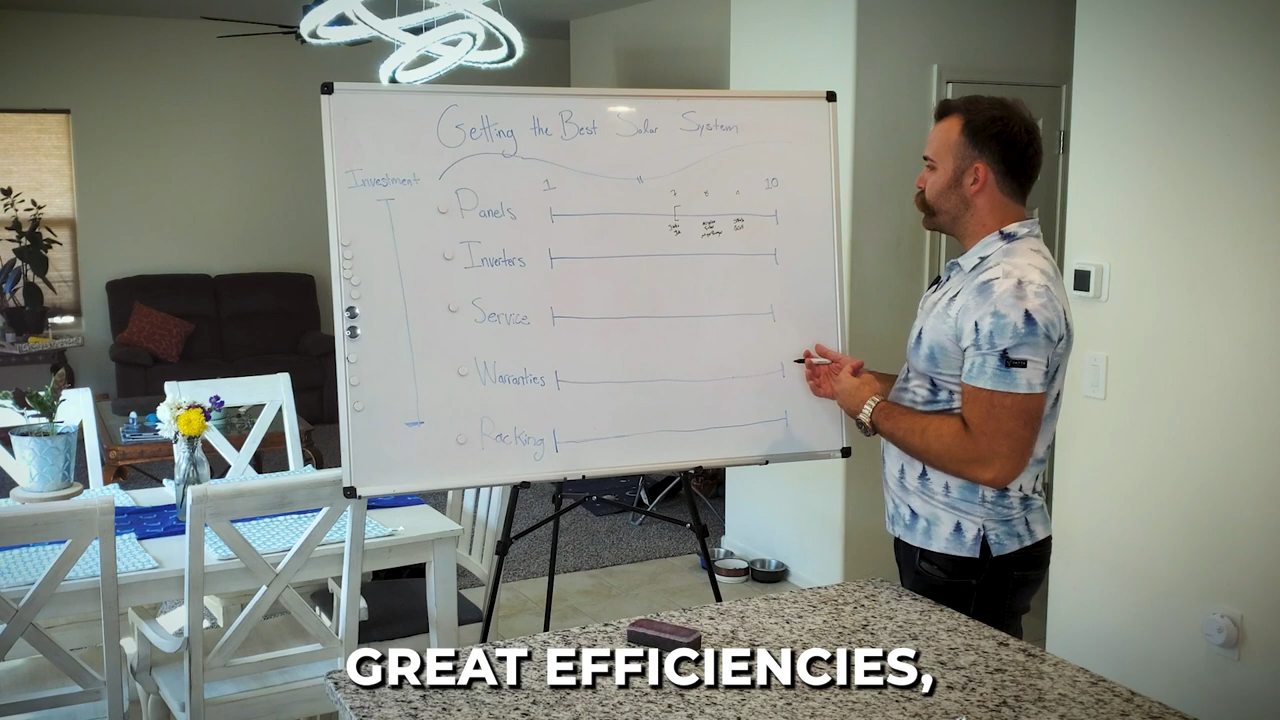 Getting the Best Solar System
Investment
1 10
Panels
Inverters
Service
Warranties
Racking
GREAT EFFICIENCIES,